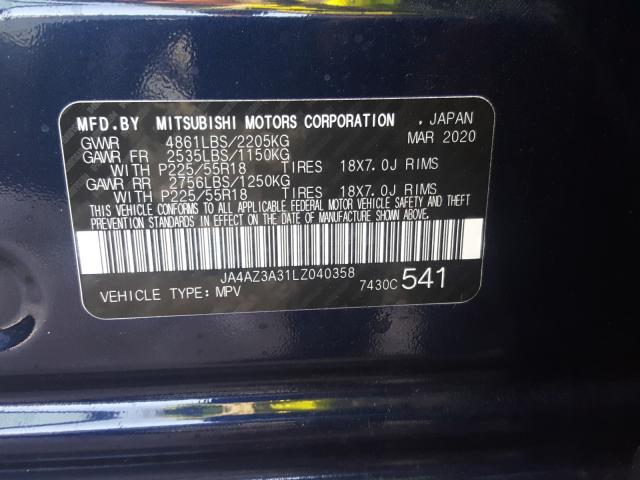 MFD.BY MITSUBISHI MOTORS CORPORATION , JAPAN
GVWR 4861LBS/2205KG MAR 2020
GAWR FR 2535LBS/1150KG
WITH P225/55R18 TIRES 18X7.0J RIMS
GAWR RR 2756LBS/1250KG
WITH P225/55R18 TIRES 18X7.0J RIMS
THIS VEHICLE CONFORMS TO ALL APPLICABLE FEDERAL MOTOR VEHICLE SAFETY AND THEFT
PREVENTION STANDARDS IN EFFECT ON THE DATE OF MANUFACTURE SHOWN ABOVE.
JA4AZ3A31LZ040358
VEHICLE TYPE: MPV 7430C 541